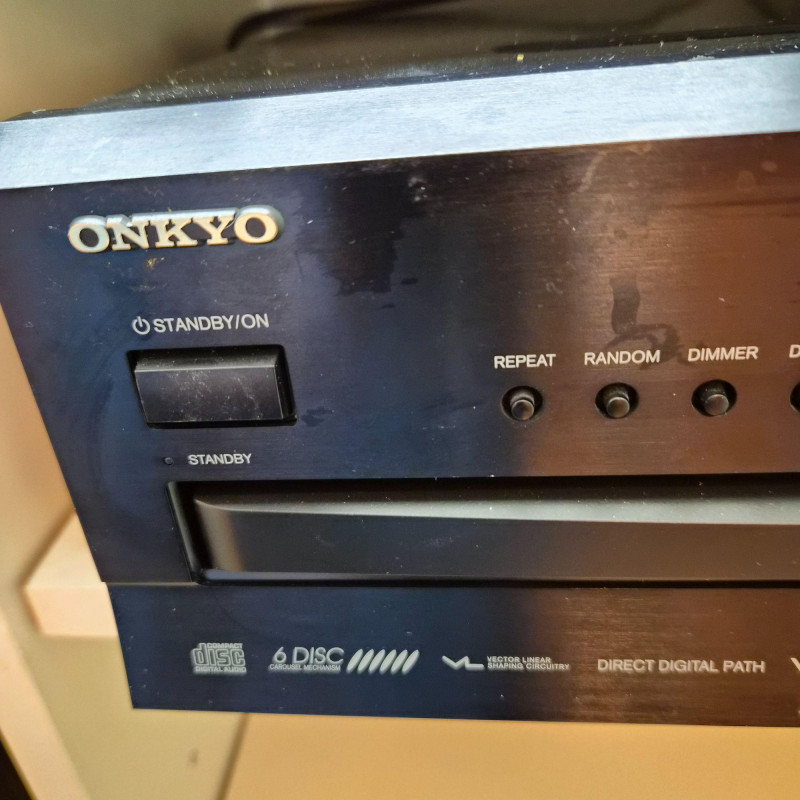 ONKYO
STANDBY/ON
REPEAT RANDOM DIMMER D
STANDBY
COMPACT
disc
DIGITAL AUDIO
6 DISC
CAROUSEL MECHANISM
VECTOR LINEAR
SHAPING CIRCUITRY
DIRECT DIGITAL PATH